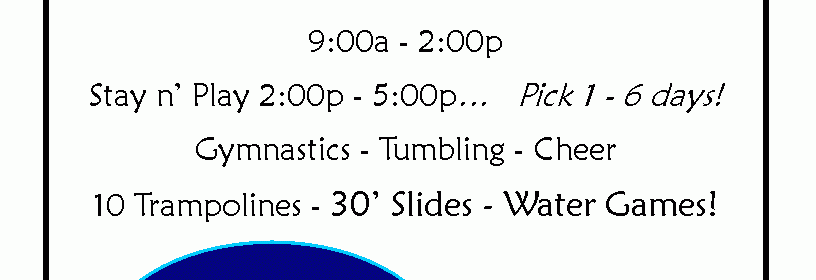 9:00a - 2:00p
Stay n’ Play 2:00p - 5:00p… Pick 1 - 6 days!
Gymnastics - Tumbling - Cheer
10 Trampolines - 30’ Slides - Water Games!